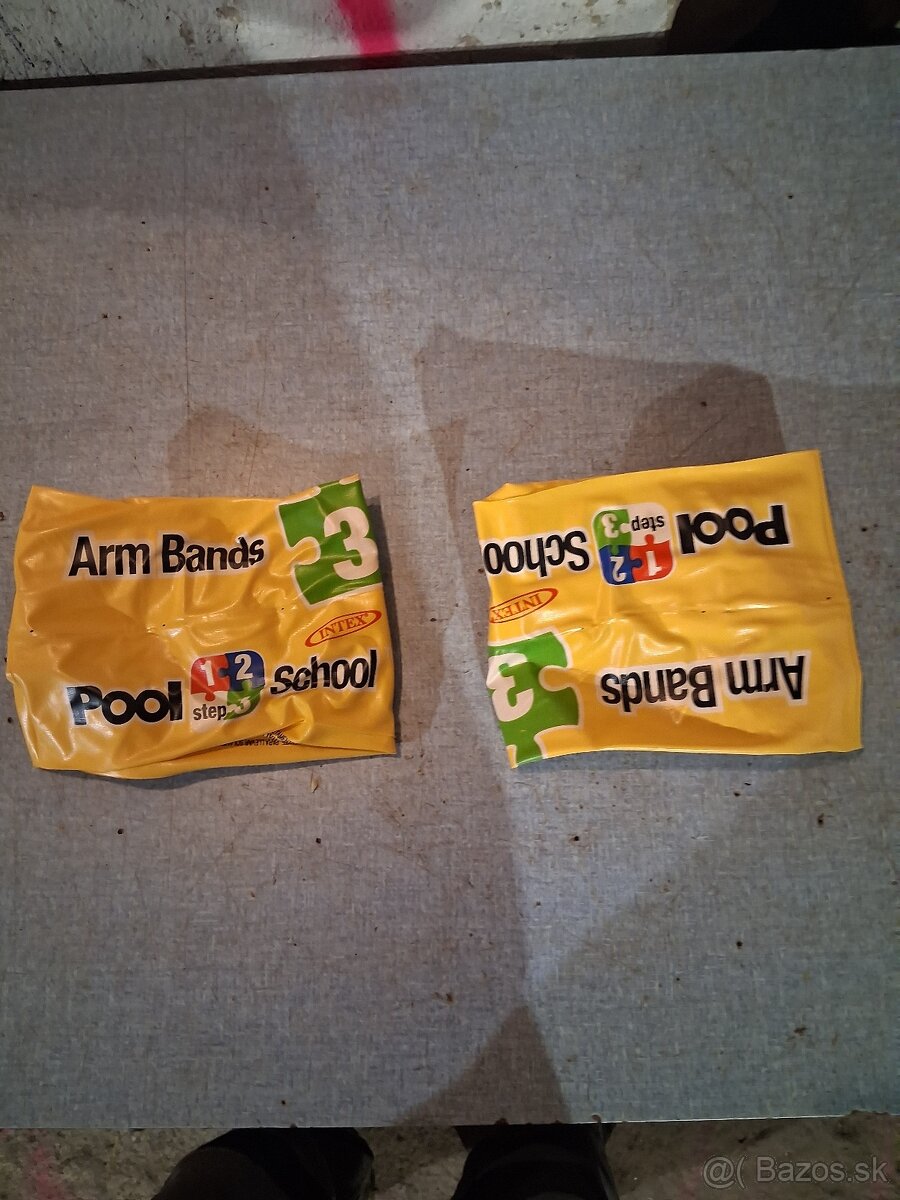 Arm Bands
3
INTEX
Pool 1 2 School
step 3
Pool 1 2 Schoo
step 3
INTEX
Arm Bands
3
@( Bazos.sk